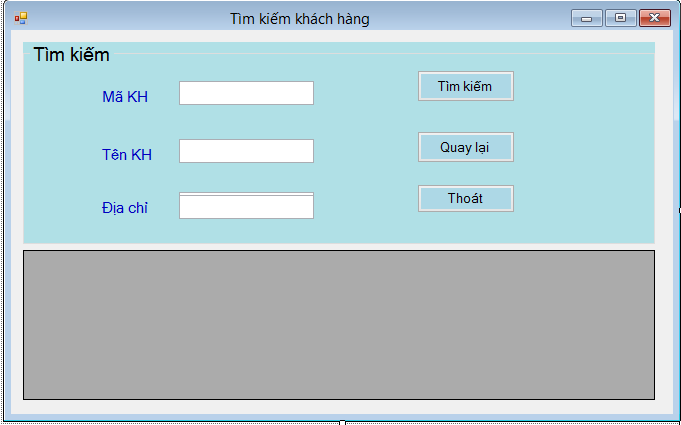 Tìm kiếm khách hàng
Tìm kiếm
Mã KH
Tìm kiếm
Tên KH
Quay lại
Địa chỉ
Thoát